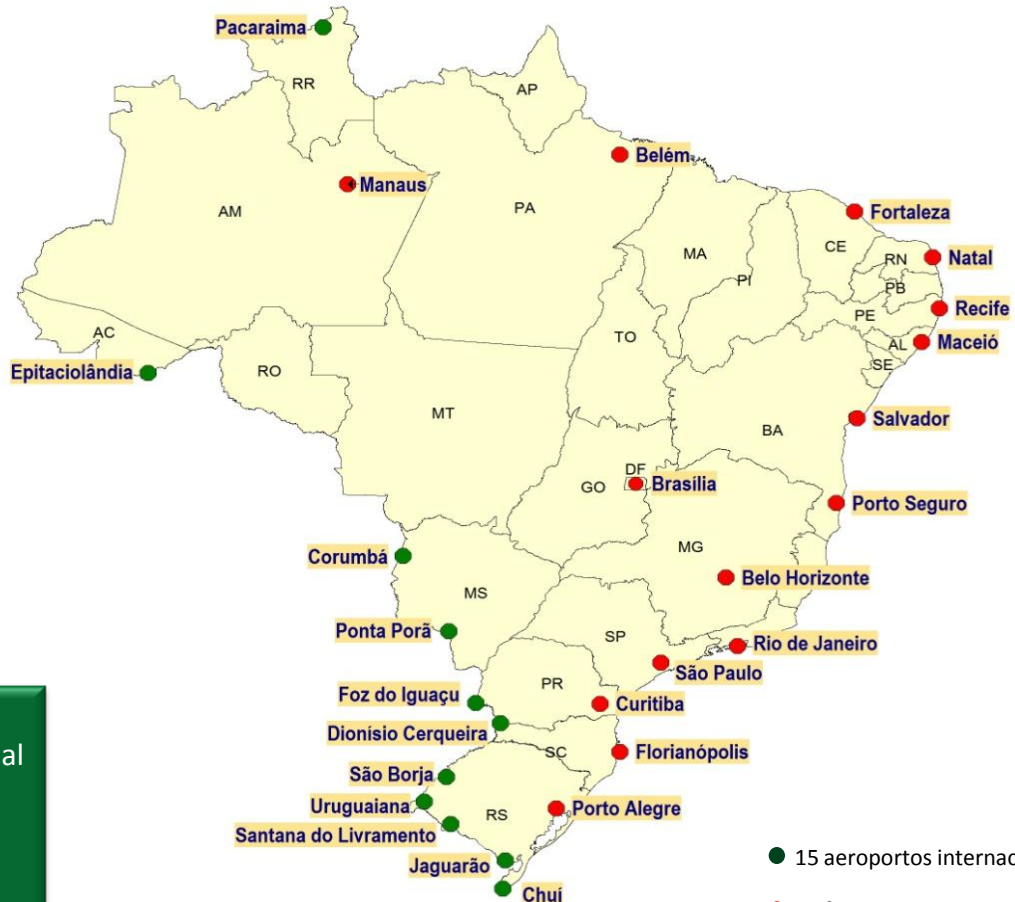 Pacaraima
RR
AP
Belém
Manaus
AM
PA
Fortaleza
MA
CE
RN
Natal
PI
PB
Recife
PE
TO
AC
AL
Maceió
SE
Epitaciolândia
RO
MT
BA
Salvador
DF
GO
Brasília
Porto Seguro
MG
Corumbá
Belo Horizonte
MS
Ponta Porã
SP
Rio de Janeiro
São Paulo
PR
Foz do Iguaçu
Curitiba
Dionísio Cerqueira
SC
Florianópolis
al
São Borja
Uruguaiana
RS
Porto Alegre
Santana do Livramento
Jaguarão
15 aeroportos internac
Chuí